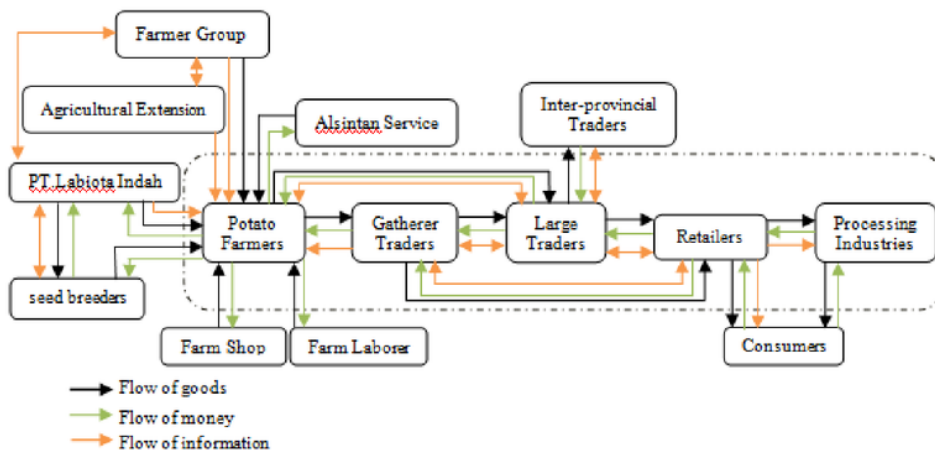 Farmer Group
Agricultural Extension
Alsintan Service
Inter-provincial
Traders
PT.Labiota Indah
Potato
Farmers
Gatherer
Traders
Large
Traders
Retailers
Processing
Industries
seed breeders
Farm Shop
Farm Laborer
Consumers
Flow of goods
Flow of money
Flow of information